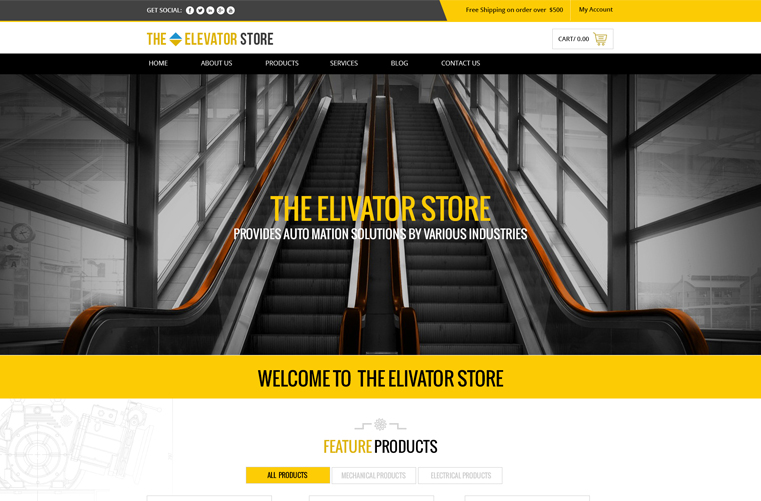 GET SOCIAL:
Free Shipping on order over $500
My Account
THE ELEVATOR STORE
CART/ 0.00
HOME ABOUT US PRODUCTS SERVICES BLOG CONTACT US
THE ELIVATOR STORE
PROVIDES AUTO MATION SOLUTIONS BY VARIOUS INDUSTRIES
WELCOME TO THE ELIVATOR STORE
FEATURE PRODUCTS
ALL PRODUCTS MECHANICAL PRODUCTS ELECTRICAL PRODUCTS